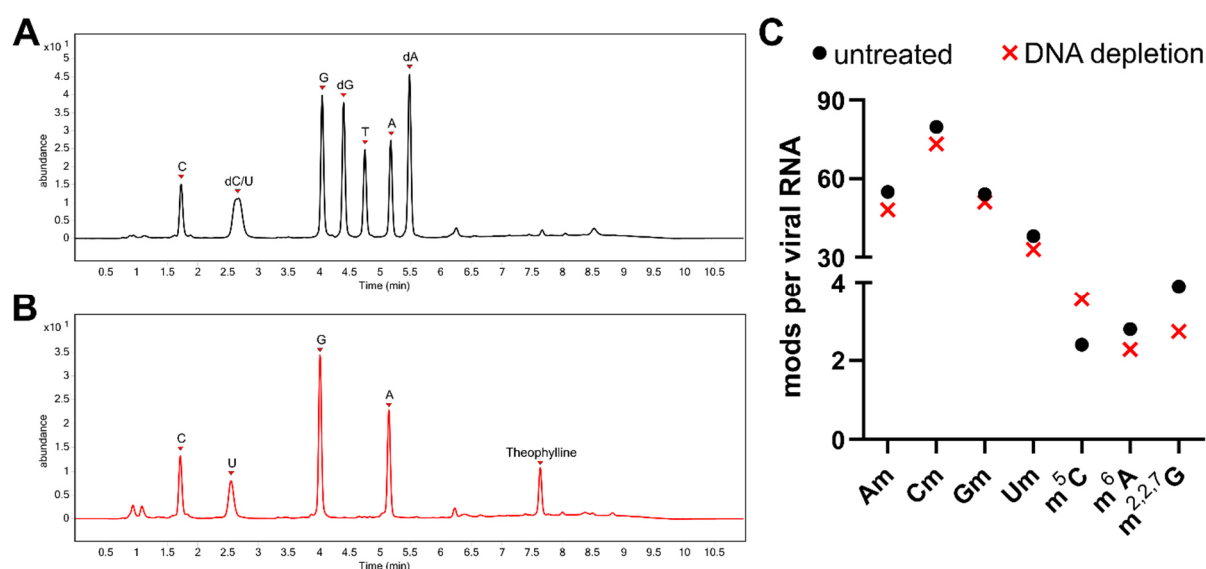 A
x10 1
5
4.5
4
3.5
3
2.5
2
1.5
1
0.5
0
abundance
C
dC/U
G
dG
T
A
dA
0.5 1 1.5 2 2.5 3 3.5 4 4.5 5 5.5 6 6.5 7 7.5 8 8.5 9 9.5 10 10.5
Time (min)
B
x10 1
3.5
3
2.5
2
1.5
1
0.5
0
abundance
C
U
G
A
Theophylline
0.5 1 1.5 2 2.5 3 3.5 4 4.5 5 5.5 6 6.5 7 7.5 8 8.5 9 9.5 10 10.5
Time (min)
C
untreated
DNA depletion
mods per viral RNA
90
60
30
4
2
0
Am
Cm
Gm
Um
m5C
m6A
m2,2,7G